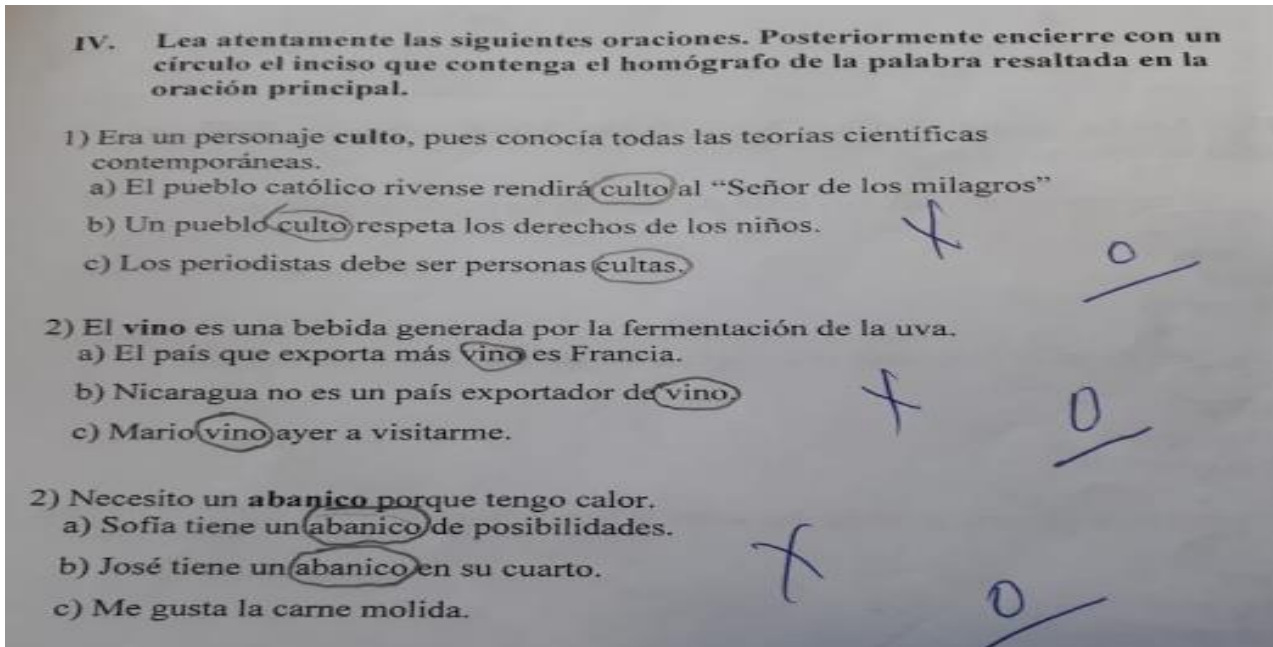 IV. Lea atentamente las siguientes oraciones. Posteriormente encierre con un
círculo el inciso que contenga el homógrafo de la palabra resaltada en la
oración principal.
1) Era un personaje culto, pues conocía todas las teorías científicas
contemporáneas.
a) El pueblo católico rivense rendirá culto al “Señor de los milagros”
b) Un pueblo culto respeta los derechos de los niños.
c) Los periodistas debe ser personas cultas.
0
2) El vino es una bebida generada por la fermentación de la uva.
a) El país que exporta más vino es Francia.
b) Nicaragua no es un país exportador de vino.
0
c) Mario vino ayer a visitarme.
2) Necesito un abanico porque tengo calor.
a) Sofía tiene un abanico de posibilidades.
b) José tiene un abanico en su cuarto.
c) Me gusta la carne molida.
0